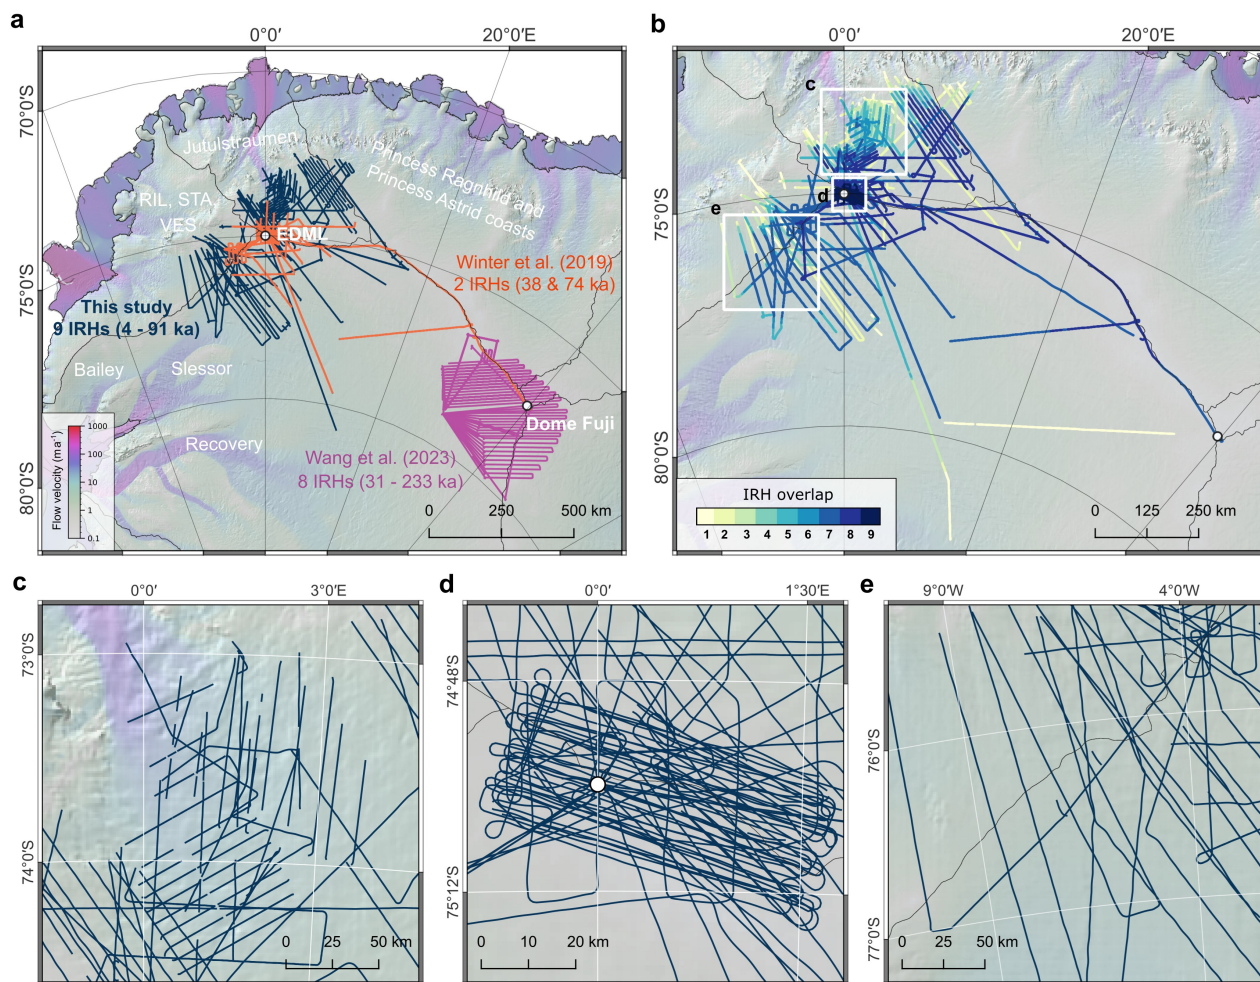 a
0°0′
20°E
70°0'S
75°0'S
80°0'S
Jutulstraumen
Princess Ragnhild and
Princess Astrid coasts
RIL, STA,
VES
EDML
Winter et al. (2019)
2 IRHs (38 & 74 ka)
This study
9 IRHs (4 - 91 ka)
Bailey
Slessor
Recovery
Dome Fuji
Wang et al. (2023)
8 IRHs (31 - 233 ka)
Flow velocity (m a⁻¹)
1000
100
10
1
0.1
0 250 500 km
b
0°0′
20°E
75°0'S
80°0'S
c
d
e
IRH overlap
1 2 3 4 5 6 7 8 9
0 125 250 km
c
0°0′
3°0′E
73°0'S
74°0'S
0 25 50 km
d
0°0′
1°30′E
74°48'S
75°12'S
0 10 20 km
e
9°0′W
4°0′W
76°0'S
77°0'S
0 25 50 km